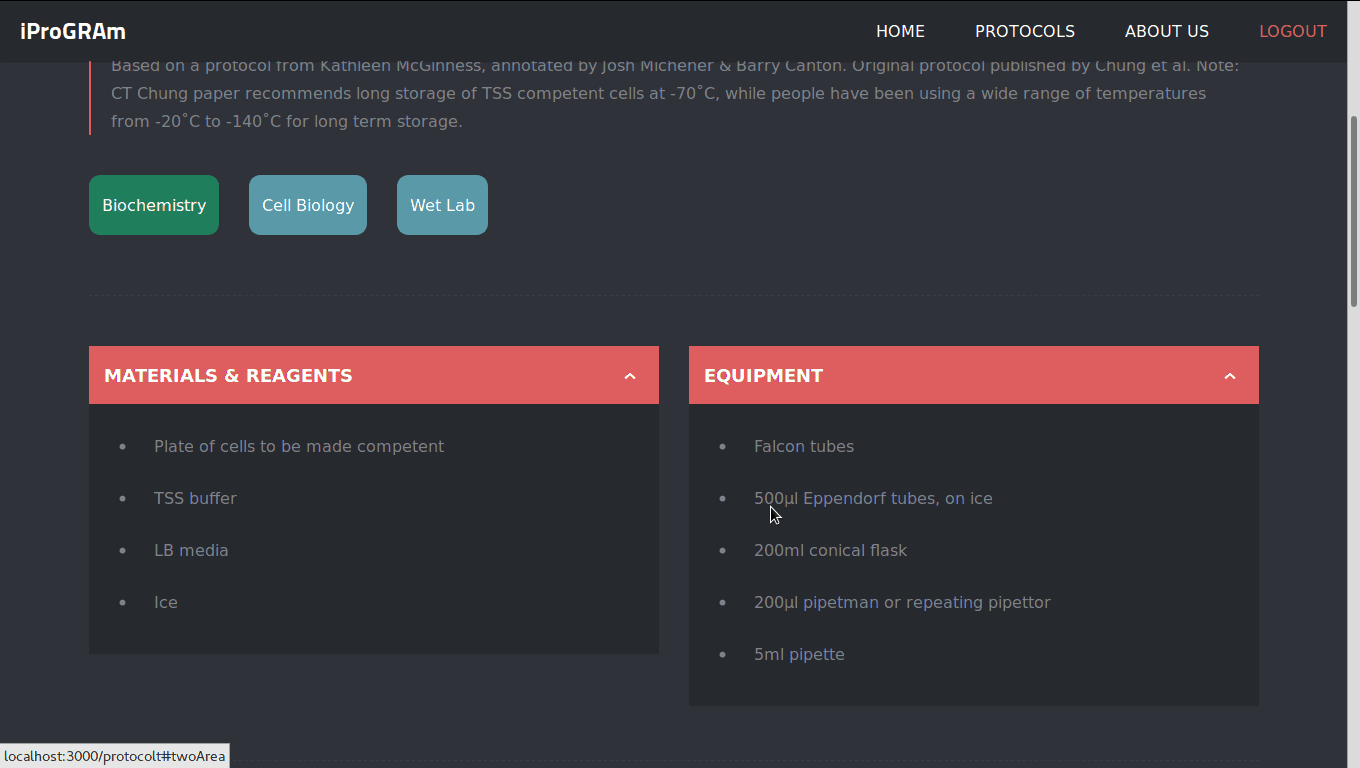 iProGRAm
HOME PROTOCOLS ABOUT US LOGOUT
Based on a protocol from Kathleen McGinness, annotated by Josh Michener & Barry Canton. Original protocol published by Chung et al. Note:
CT Chung paper recommends long storage of TSS competent cells at -70˚C, while people have been using a wide range of temperatures
from -20˚C to -140˚C for long term storage.
Biochemistry Cell Biology Wet Lab
MATERIALS & REAGENTS
• Plate of cells to be made competent
• TSS buffer
• LB media
• Ice
EQUIPMENT
• Falcon tubes
• 500µl Eppendorf tubes, on ice
• 200ml conical flask
• 200µl pipetman or repeating pipettor
• 5ml pipette
localhost:3000/protocolt#twoArea